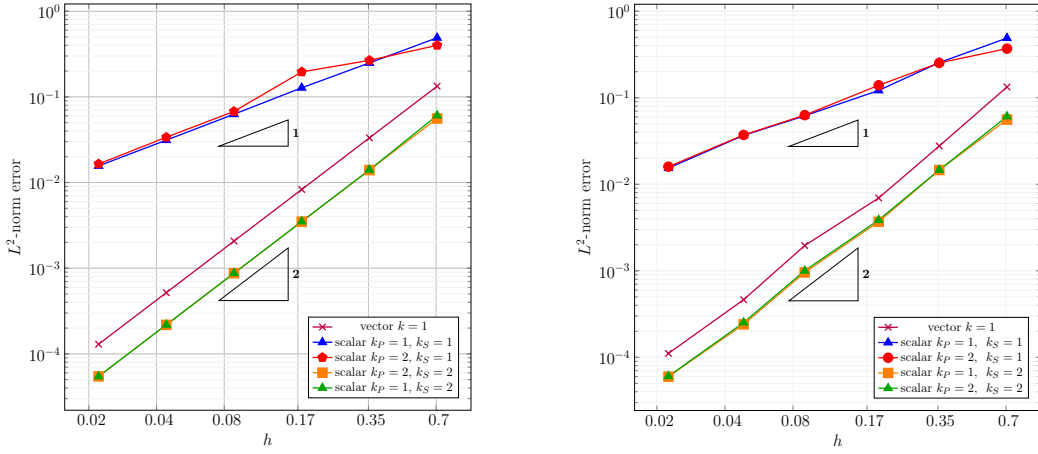 10^0
10^{-1}
10^{-2}
10^{-3}
10^{-4}
L^2-norm error
1
2
vector k = 1
scalar k_P = 1, k_S = 1
scalar k_P = 2, k_S = 1
scalar k_P = 2, k_S = 2
scalar k_P = 1, k_S = 2
0.02 0.04 0.08 0.17 0.35 0.7
h
10^0
10^{-1}
10^{-2}
10^{-3}
10^{-4}
L^2-norm error
1
2
vector k = 1
scalar k_P = 1, k_S = 1
scalar k_P = 2, k_S = 1
scalar k_P = 1, k_S = 2
scalar k_P = 2, k_S = 2
0.02 0.04 0.08 0.17 0.35 0.7
h